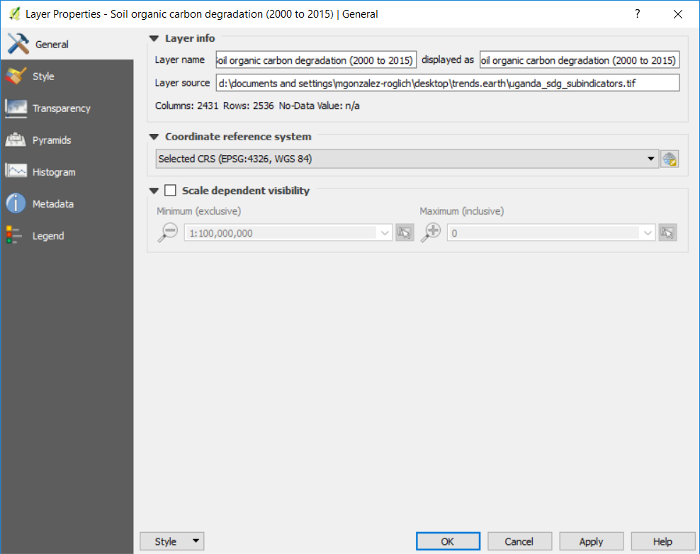 Layer Properties - Soil organic carbon degradation (2000 to 2015) | General
General
Style
Transparency
Pyramids
Histogram
Metadata
Legend
Layer info
Layer name oil organic carbon degradation (2000 to 2015) displayed as oil organic carbon degradation (2000 to 2015)
Layer source d:\documents and settings\mgonzalez-roglich\desktop\trends.earth\uganda_sdg_subindicators.tif
Columns: 2431 Rows: 2536 No-Data Value: n/a
Coordinate reference system
Selected CRS (EPSG:4326, WGS 84)
Scale dependent visibility
Minimum (exclusive) Maximum (inclusive)
1:100,000,000 0
Style OK Cancel Apply Help